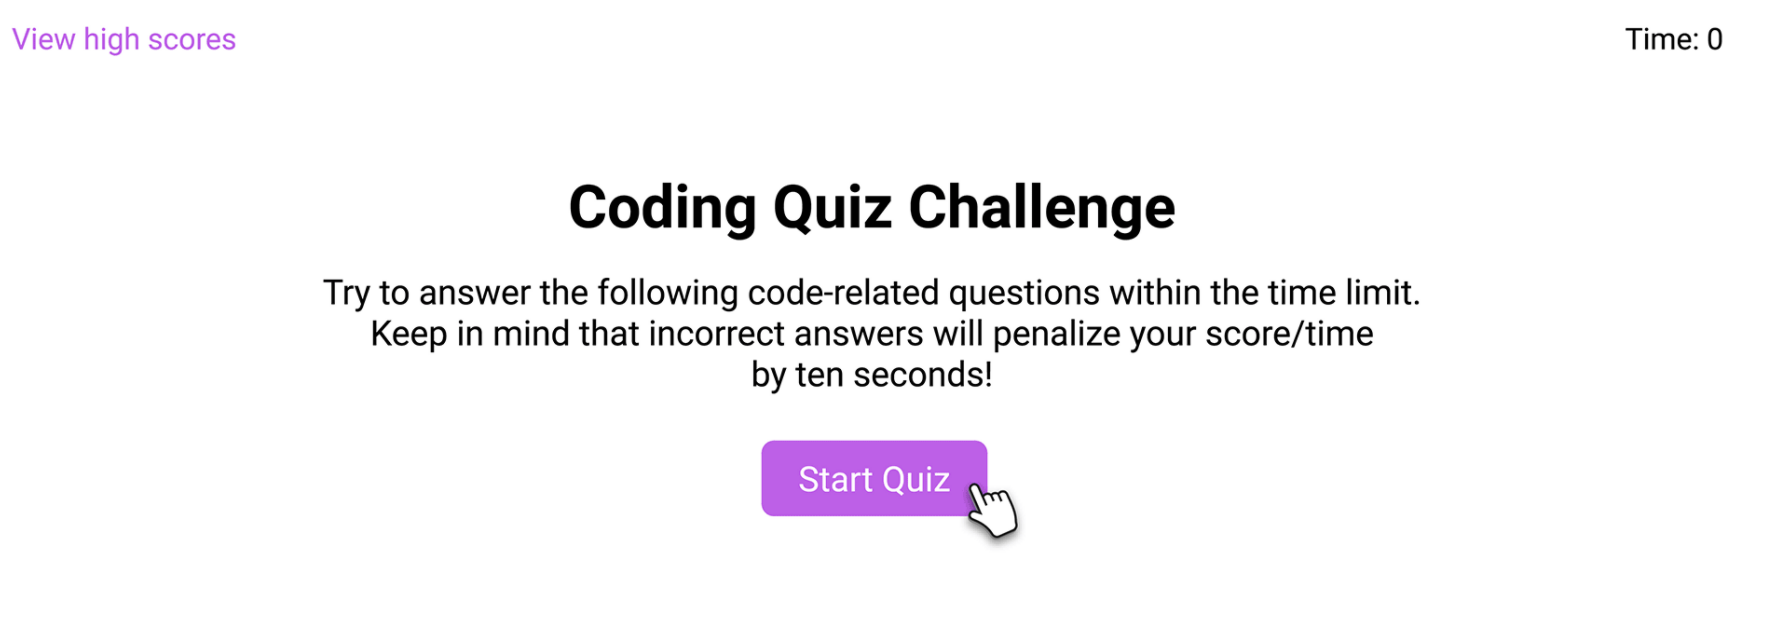 View high scores
Time: 0
Coding Quiz Challenge
Try to answer the following code-related questions within the time limit.
Keep in mind that incorrect answers will penalize your score/time
by ten seconds!
Start Quiz